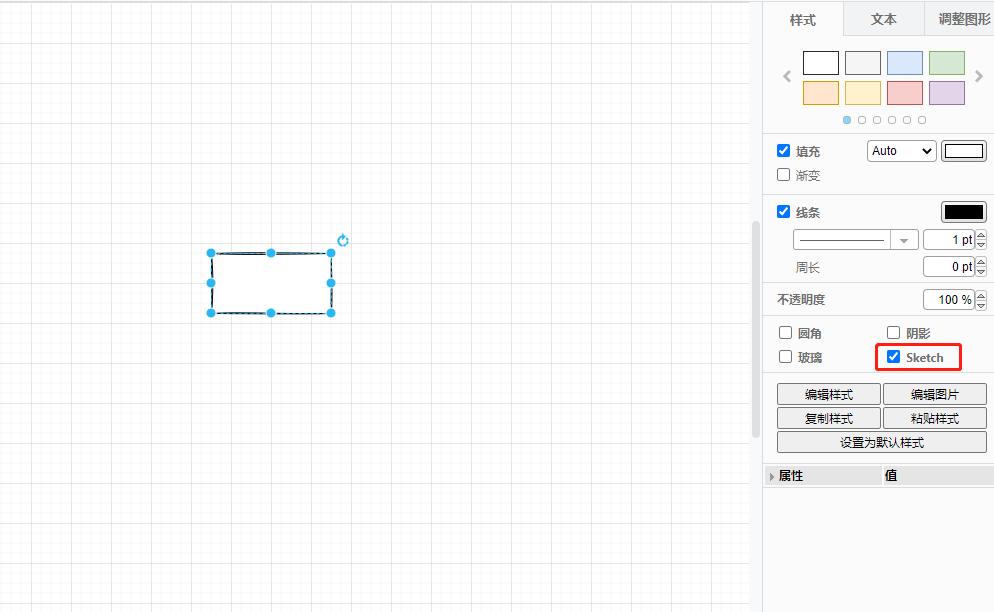 样式 文本 调整图形
填充 Auto
渐变
线条
1 pt
周长 0 pt
不透明度 100 %
圆角 阴影
玻璃 Sketch
编辑样式 编辑图片
复制样式 粘贴样式
设置为默认样式
属性 值